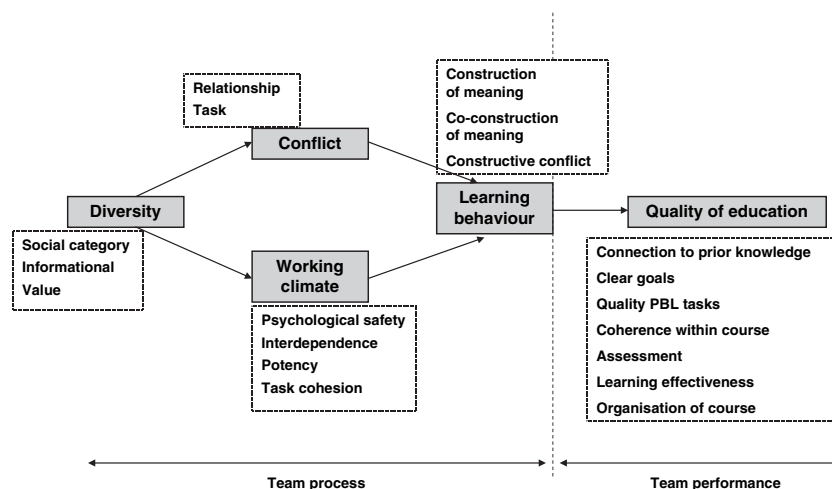 Relationship
Task
Conflict
Construction
of meaning
Co-construction
of meaning
Constructive conflict
Diversity
Social category
Informational
Value
Learning
behaviour
Quality of education
Working
climate
Psychological safety
Interdependence
Potency
Task cohesion
Connection to prior knowledge
Clear goals
Quality PBL tasks
Coherence within course
Assessment
Learning effectiveness
Organisation of course
Team process
Team performance